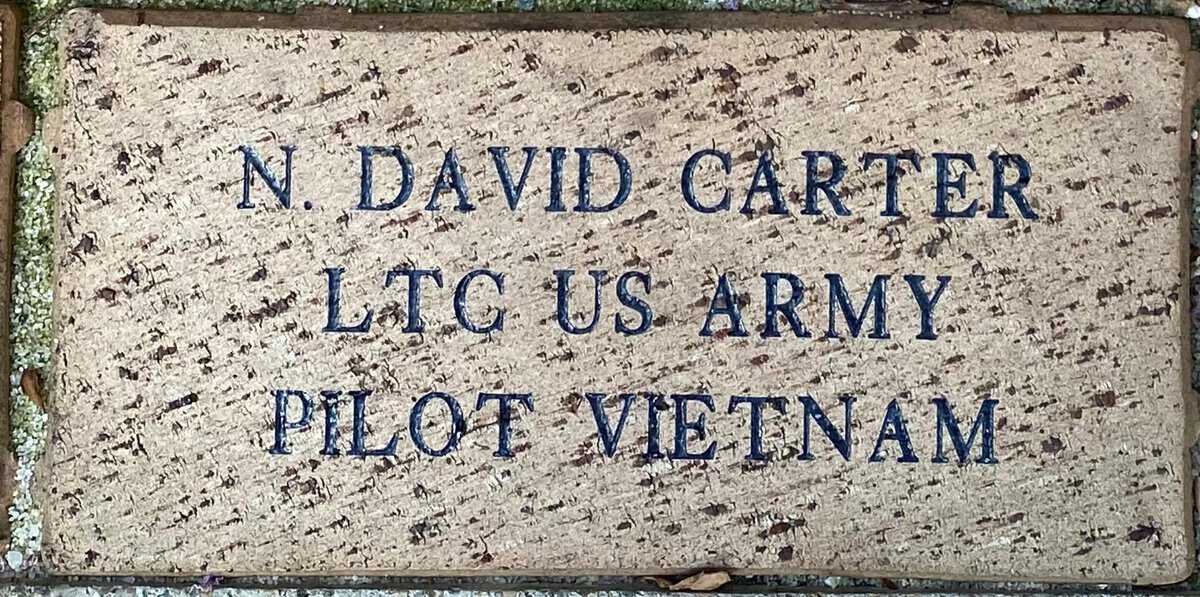 N. DAVID CARTER
LTC US ARMY
PILOT VIETNAM